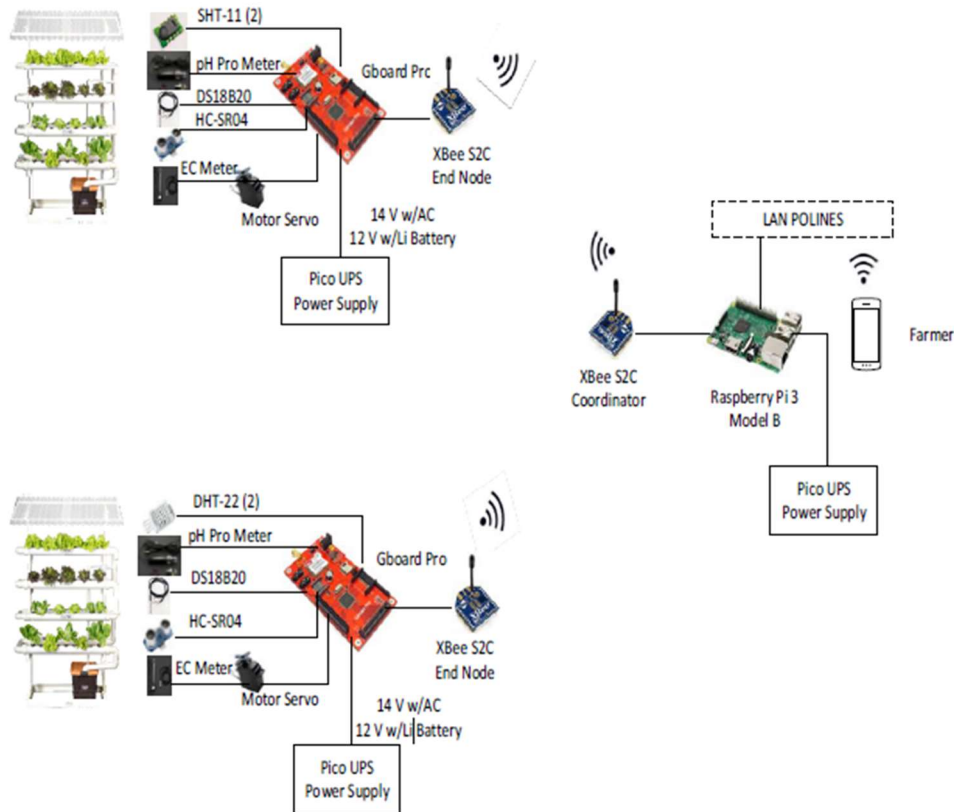 SHT-11 (2)
pH Pro Meter
DS18B20
HC-SR04
EC Meter
Motor Servo
Gboard Prc
XBee S2C
End Node
14 V w/AC
12 V w/Li Battery
Pico UPS
Power Supply
LAN POLINES
XBee S2C
Coordinator
Raspberry Pi 3
Model B
Farmer
Pico UPS
Power Supply
DHT-22 (2)
pH Pro Meter
DS18B20
HC-SR04
EC Meter
Motor Servo
Gboard Pro
XBee S2C
End Node
14 V w/AC
12 V w/Li Battery
Pico UPS
Power Supply